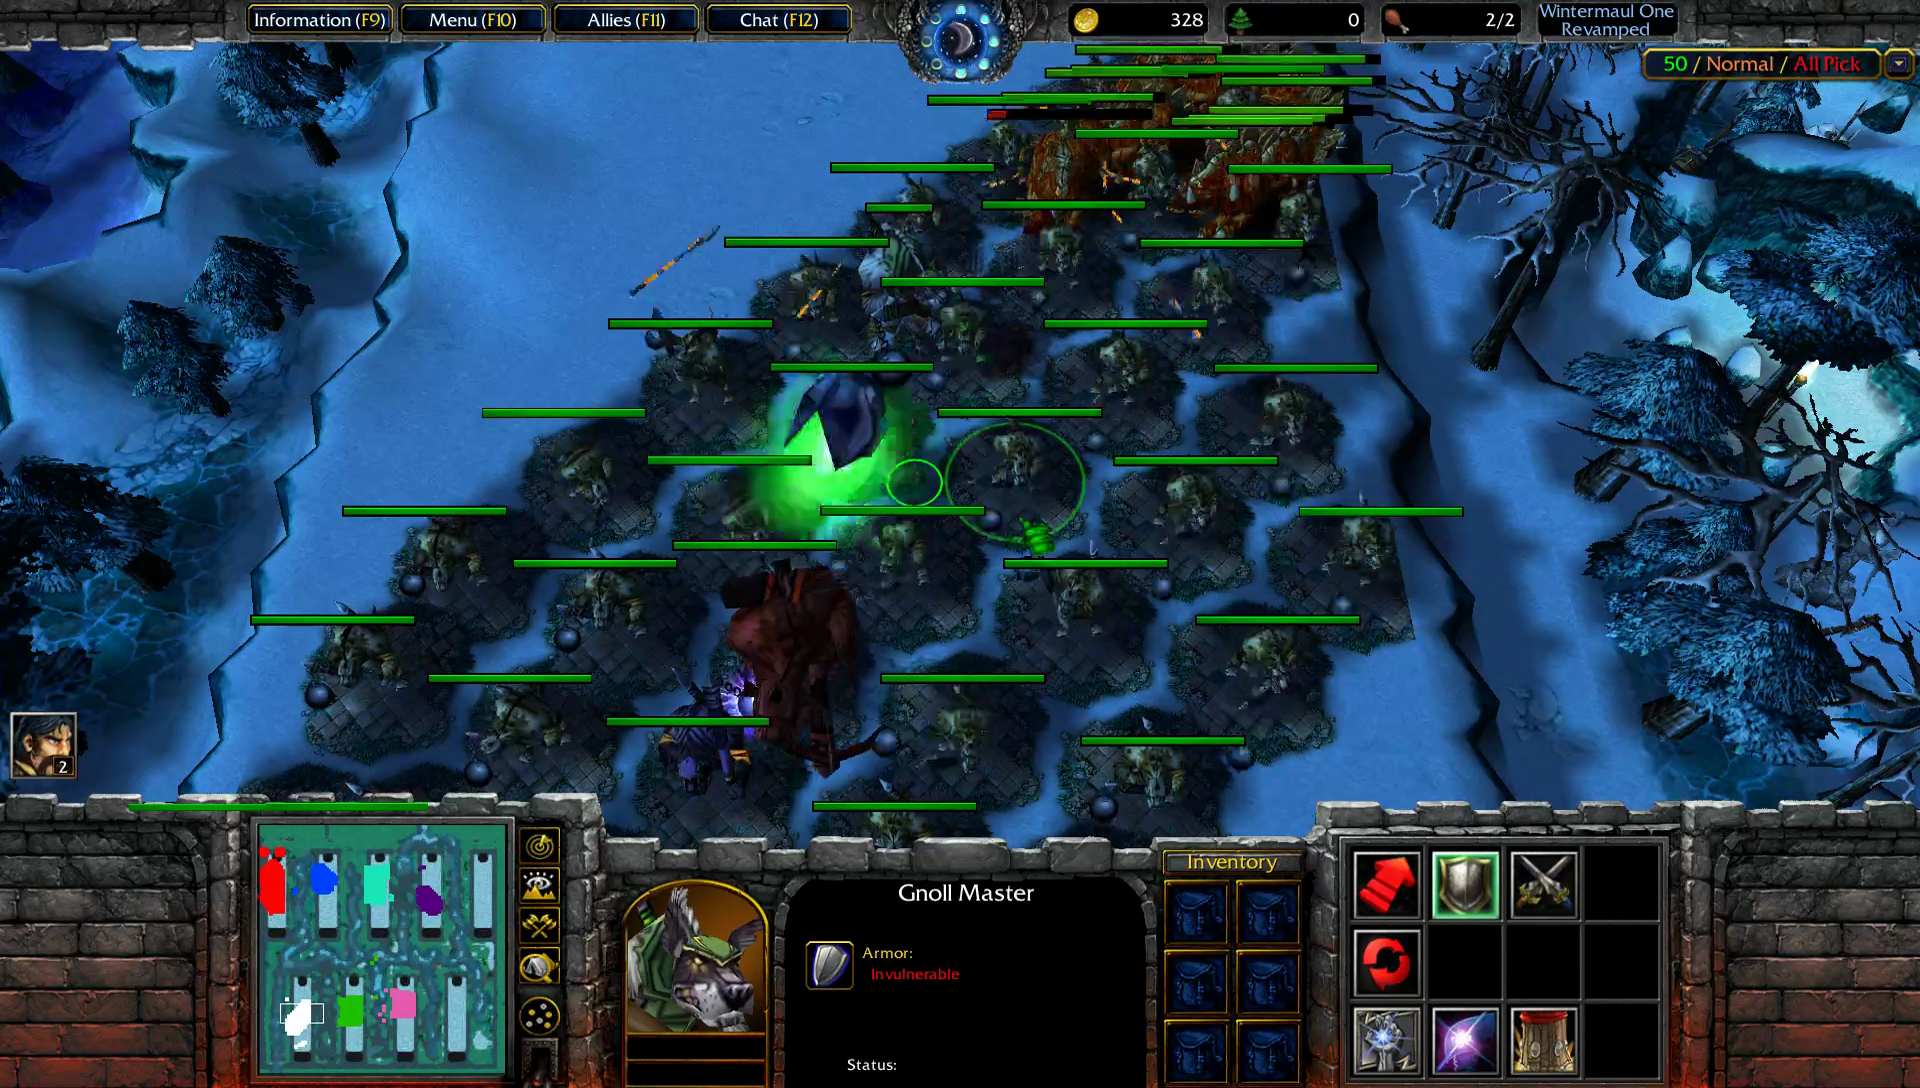 Information (F9)
Menu (F10)
Allies (F11)
Chat (F12)
328
0
2/2
Wintermaul One
Revamped
50 / Normal / All Pick
2
Gnoll Master
Armor:
Invulnerable
Status:
Inventory